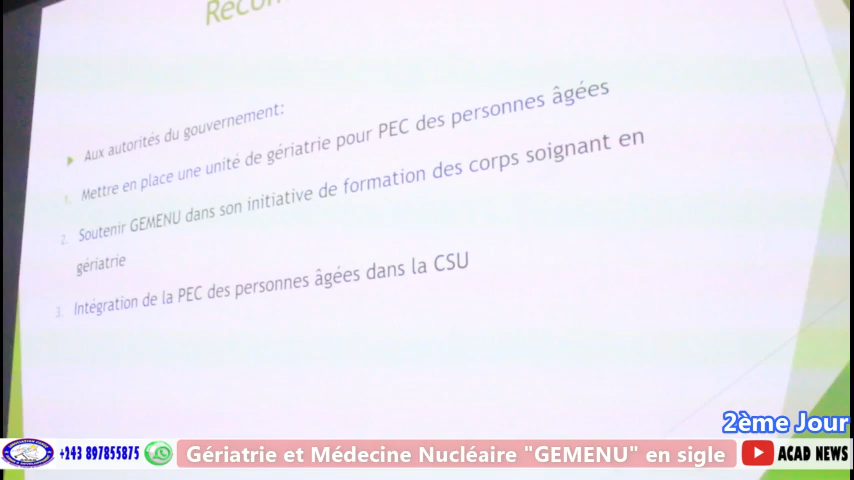 Aux autorités du gouvernement:
1. Mettre en place une unité de gériatrie pour PEC des personnes âgées
2. Soutenir GEMENU dans son initiative de formation des corps soignant en
gériatrie
3. Intégration de la PEC des personnes âgées dans la CSU
2ème Jour
+243 897855875 Gériatrie et Médecine Nucléaire "GEMENU" en sigle ACAD NEWS